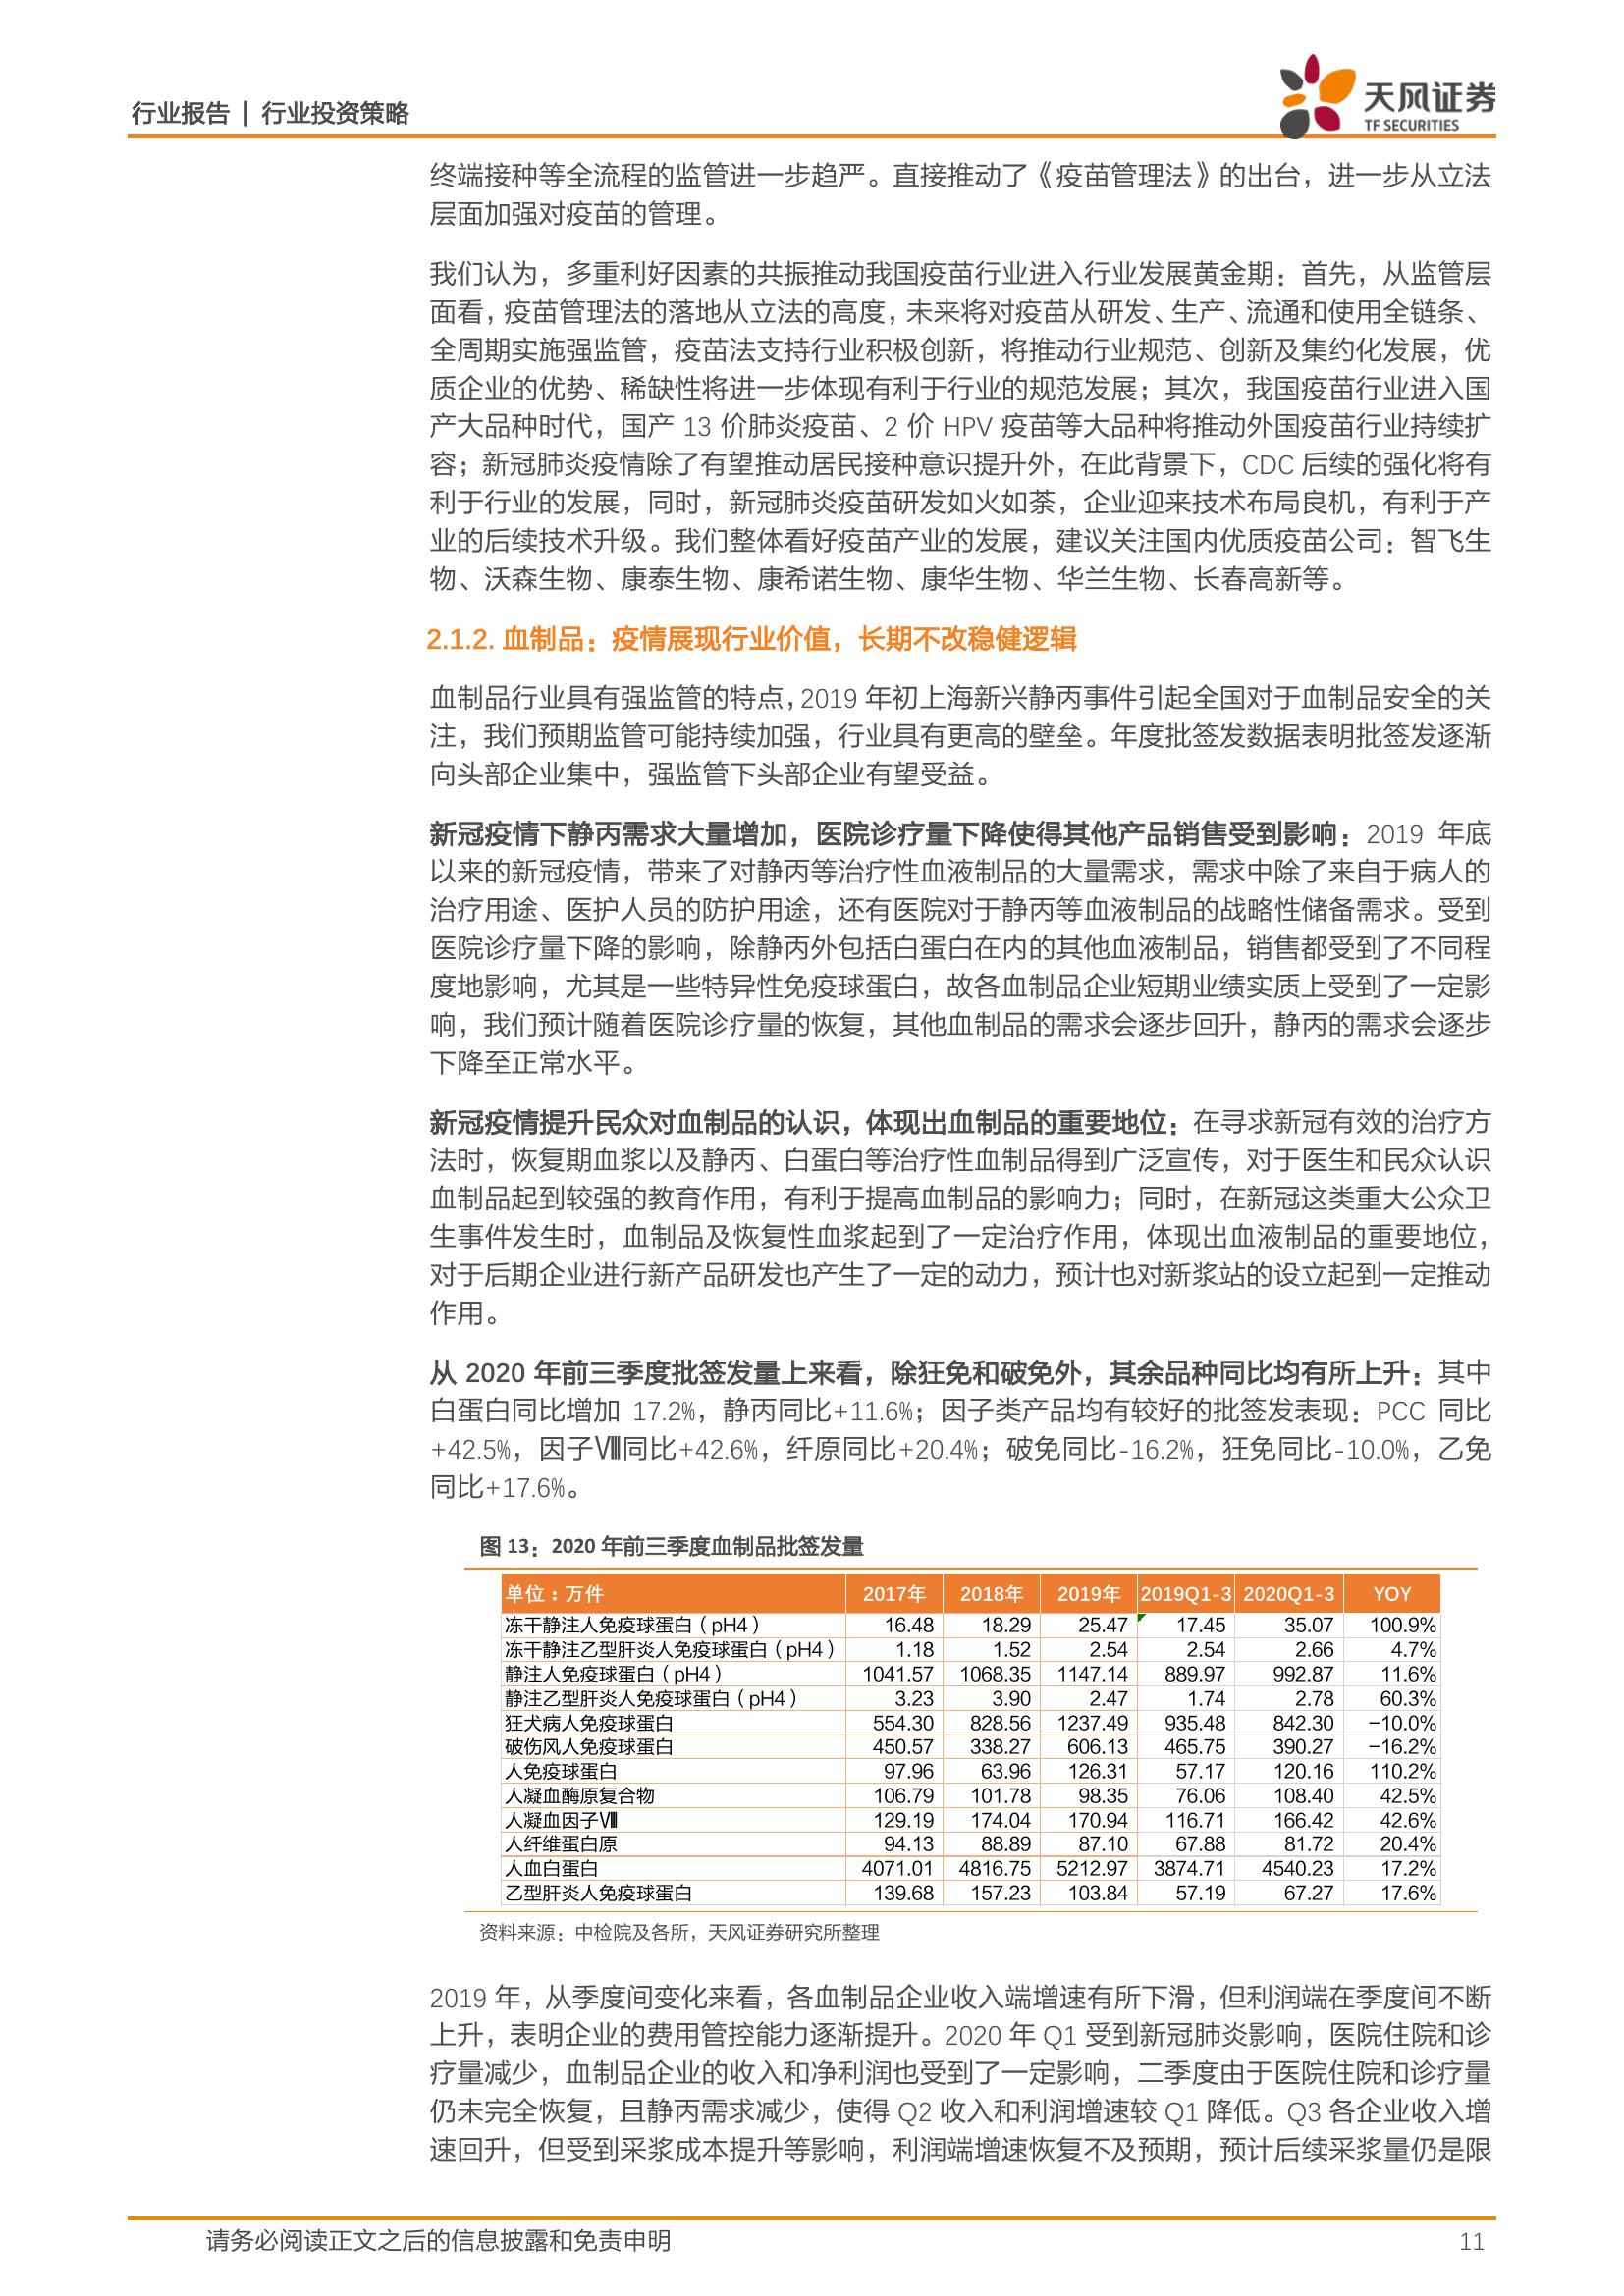 行业报告 | 行业投资策略
天风证券
TF SECURITIES
终端接种等全流程的监管进一步趋严。直接推动了《疫苗管理法》的出台，进一步从立法
层面加强对疫苗的管理。
我们认为，多重利好因素的共振推动我国疫苗行业进入行业发展黄金期：首先，从监管层
面看，疫苗管理法的落地从立法的高度，未来将对疫苗从研发、生产、流通和使用全链条、
全周期实施强监管，疫苗法支持行业积极创新，将推动行业规范、创新及集约化发展，优
质企业的优势、稀缺性将进一步体现有利于行业的规范发展；其次，我国疫苗行业进入国
产大品种时代，国产 13 价肺炎疫苗、2 价 HPV 疫苗等大品种将推动外国疫苗行业持续扩
容；新冠肺炎疫情除了有望推动居民接种意识提升外，在此背景下，CDC 后续的强化将有
利于行业的发展，同时，新冠肺炎疫苗研发如火如荼，企业迎来技术布局良机，有利于产
业的后续技术升级。我们整体看好疫苗产业的发展，建议关注国内优质疫苗公司：智飞生
物、沃森生物、康泰生物、康希诺生物、康华生物、华兰生物、长春高新等。
2.1.2. 血制品：疫情展现行业价值，长期不改稳健逻辑
血制品行业具有强监管的特点，2019 年初上海新兴静丙事件引起全国对于血制品安全的关
注，我们预期监管可能持续加强，行业具有更高的壁垒。年度批签发数据表明批签发逐渐
向头部企业集中，强监管下头部企业有望受益。
新冠疫情下静丙需求大量增加，医院诊疗量下降使得其他产品销售受到影响：2019 年底
以来的新冠疫情，带来了对静丙等治疗性血液制品的大量需求，需求中除了来自于病人的
治疗用途、医护人员的防护用途，还有医院对于静丙等血液制品的战略性储备需求。受到
医院诊疗量下降的影响，除静丙外包括白蛋白在内的其他血液制品，销售都受到了不同程
度地影响，尤其是一些特异性免疫球蛋白，故各血制品企业短期业绩实质上受到了一定影
响，我们预计随着医院诊疗量的恢复，其他血制品的需求会逐步回升，静丙的需求会逐步
下降至正常水平。
新冠疫情提升民众对血制品的认识，体现出血制品的重要地位：在寻求新冠有效的治疗方
法时，恢复期血浆以及静丙、白蛋白等治疗性血制品得到广泛宣传，对于医生和民众认识
血制品起到较强的教育作用，有利于提高血制品的影响力；同时，在新冠这类重大公众卫
生事件发生时，血制品及恢复性血浆起到了一定治疗作用，体现出血液制品的重要地位，
对于后期企业进行新产品研发也产生了一定的动力，预计也对新浆站的设立起到一定推动
作用。
从 2020 年前三季度批签发量上来看，除狂免和破免外，其余品种同比均有所上升：其中
白蛋白同比增加 17.2%，静丙同比+11.6%；因子类产品均有较好的批签发表现：PCC 同比
+42.5%，因子Ⅷ同比+42.6%，纤原同比+20.4%；破免同比-16.2%，狂免同比-10.0%，乙免
同比+17.6%。
图 13：2020 年前三季度血制品批签发量
单位：万件 2017年 2018年 2019年 2019Q1-3 2020Q1-3 YOY
冻干静注人免疫球蛋白（pH4） 16.48 18.29 25.47 17.45 35.07 100.9%
冻干静注乙型肝炎人免疫球蛋白（pH4） 1.18 1.52 2.54 2.54 2.66 4.7%
静注人免疫球蛋白（pH4） 1041.57 1068.35 1147.14 889.97 992.87 11.6%
静注乙型肝炎人免疫球蛋白（pH4） 3.23 3.90 2.47 1.74 2.78 60.3%
狂犬病人免疫球蛋白 554.30 828.56 1237.49 935.48 842.30 -10.0%
破伤风人免疫球蛋白 450.57 338.27 606.13 465.75 390.27 -16.2%
人免疫球蛋白 97.96 63.96 126.31 57.17 120.16 110.2%
人凝血酶原复合物 106.79 101.78 98.35 76.06 108.40 42.5%
人凝血因子Ⅷ 129.19 174.04 170.94 116.71 166.42 42.6%
人纤维蛋白原 94.13 88.89 87.10 67.88 81.72 20.4%
人血白蛋白 4071.01 4816.75 5212.97 3874.71 4540.23 17.2%
乙型肝炎人免疫球蛋白 139.68 157.23 103.84 57.19 67.27 17.6%
资料来源：中检院及各所，天风证券研究所整理
2019 年，从季度间变化来看，各血制品企业收入端增速有所下滑，但利润端在季度间不断
上升，表明企业的费用管控能力逐渐提升。2020 年 Q1 受到新冠肺炎影响，医院住院和诊
疗量减少，血制品企业的收入和净利润也受到了一定影响，二季度由于医院住院和诊疗量
仍未完全恢复，且静丙需求减少，使得 Q2 收入和利润增速较 Q1 降低。Q3 各企业收入增
速回升，但受到采浆成本提升等影响，利润端增速恢复不及预期，预计后续采浆量仍是限
请务必阅读正文之后的信息披露和免责申明 11